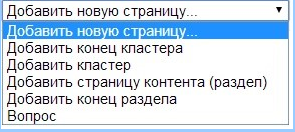 Добавить новую страницу...
Добавить новую страницу...
Добавить конец кластера
Добавить кластер
Добавить страницу контента (раздел)
Добавить конец раздела
Вопрос